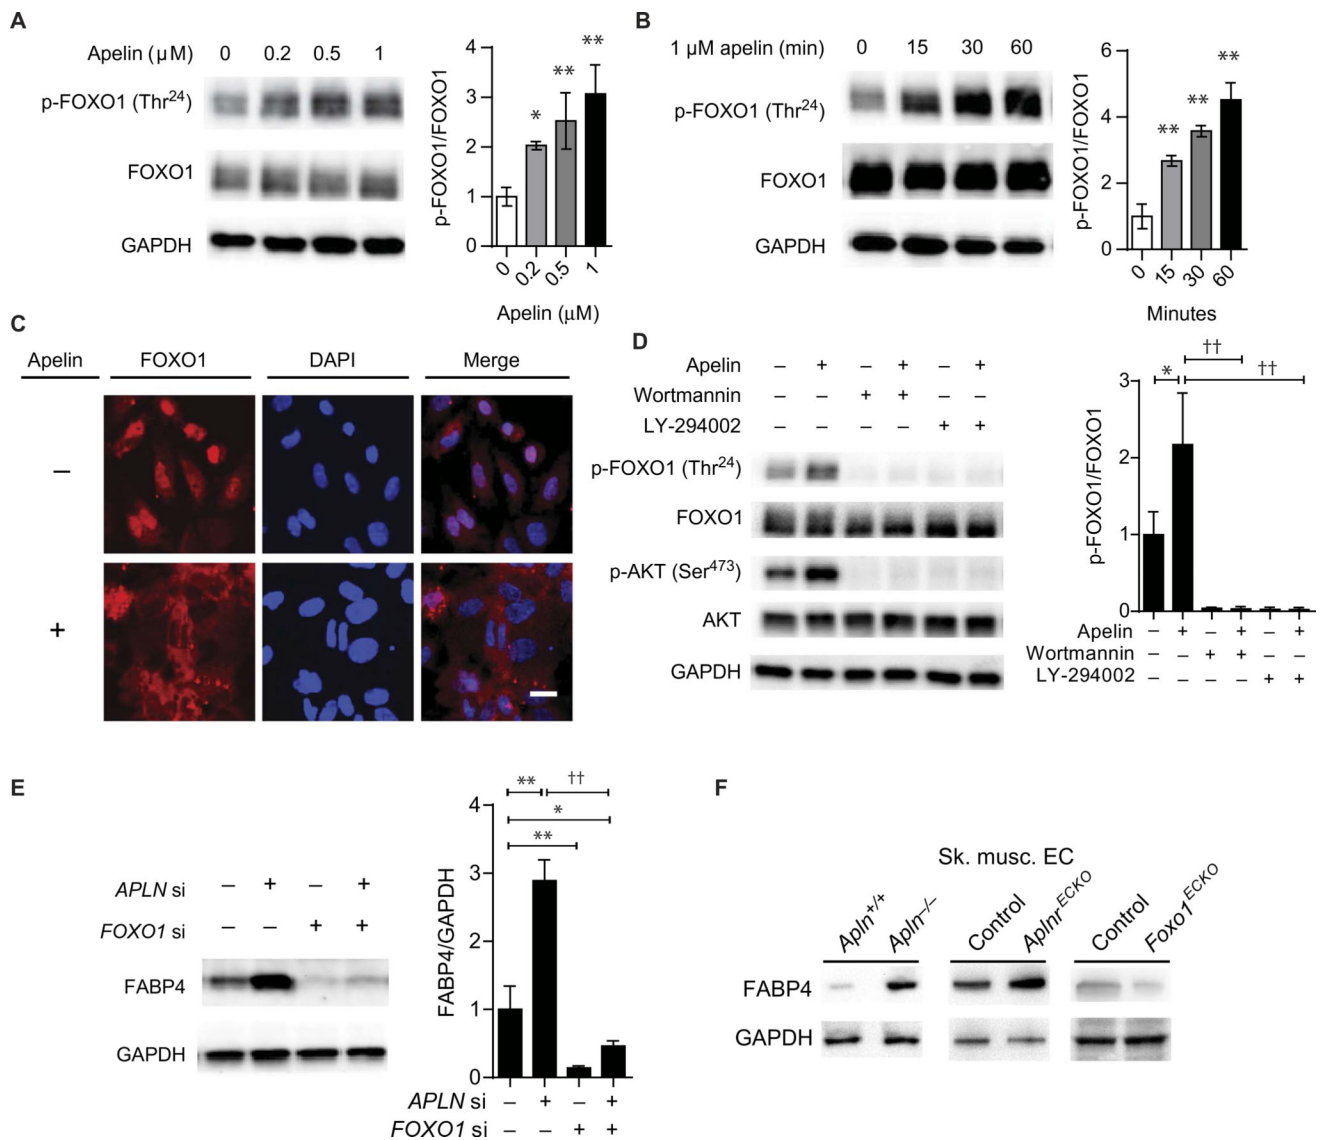 A
Apelin (μM) 0 0.2 0.5 1
p-FOXO1 (Thr²⁴)
FOXO1
GAPDH
p-FOXO1/FOXO1
4
3
2
1
0
* ** **
0 0.2 0.5 1
Apelin (μM)
B
1 μM apelin (min) 0 15 30 60
p-FOXO1 (Thr²⁴)
FOXO1
GAPDH
p-FOXO1/FOXO1
6
4
2
0
** ** **
0 15 30 60
Minutes
C
Apelin FOXO1 DAPI Merge
–
+
D
Apelin – + – + – +
Wortmannin – – + + – –
LY-294002 – – – – + +
p-FOXO1 (Thr²⁴)
FOXO1
p-AKT (Ser⁴⁷³)
AKT
GAPDH
††
* ††
p-FOXO1/FOXO1
3
2
1
0
Apelin – + – + – +
Wortmannin – – + + – –
LY-294002 – – – – + +
E
APLN si – + – +
FOXO1 si – – + +
FABP4
GAPDH
** ††
*
**
FABP4/GAPDH
4
3
2
1
0
APLN si – + – +
FOXO1 si – – + +
F
Sk. musc. EC
Apln⁺/⁺ Apln⁻/⁻ Control Aplnrᴱᶜᴷᴼ Control Foxo1ᴱᶜᴷᴼ
FABP4
GAPDH